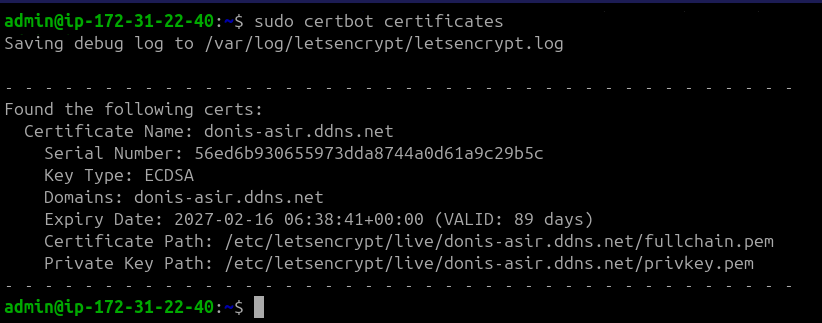 admin@ip-172-31-22-40:~$ sudo certbot certificates
Saving debug log to /var/log/letsencrypt/letsencrypt.log
- - - - - - - - - - - - - - - - - - - - - - - - - - - - - - - - - - - - - - - -
Found the following certs:
  Certificate Name: donis-asir.ddns.net
    Serial Number: 56ed6b930655973dda8744a0d61a9c29b5c
    Key Type: ECDSA
    Domains: donis-asir.ddns.net
    Expiry Date: 2027-02-16 06:38:41+00:00 (VALID: 89 days)
    Certificate Path: /etc/letsencrypt/live/donis-asir.ddns.net/fullchain.pem
    Private Key Path: /etc/letsencrypt/live/donis-asir.ddns.net/privkey.pem
- - - - - - - - - - - - - - - - - - - - - - - - - - - - - - - - - - - - - - - -
admin@ip-172-31-22-40:~$